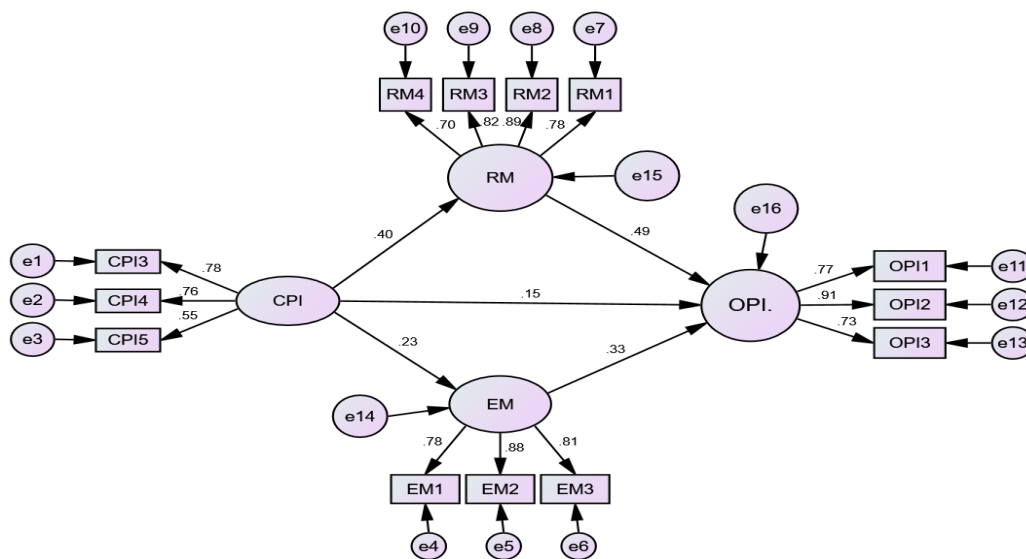 e10
e9
e8
e7
RM4
RM3
RM2
RM1
.70
.82
.89
.78
RM
e15
e16
.40
.49
e1
CPI3
.78
e2
CPI4
.76
e3
CPI5
.55
CPI
.15
OPI.
.77
OPI1
e11
.91
OPI2
e12
.73
OPI3
e13
.23
.33
e14
EM
.78
.88
.81
EM1
EM2
EM3
e4
e5
e6